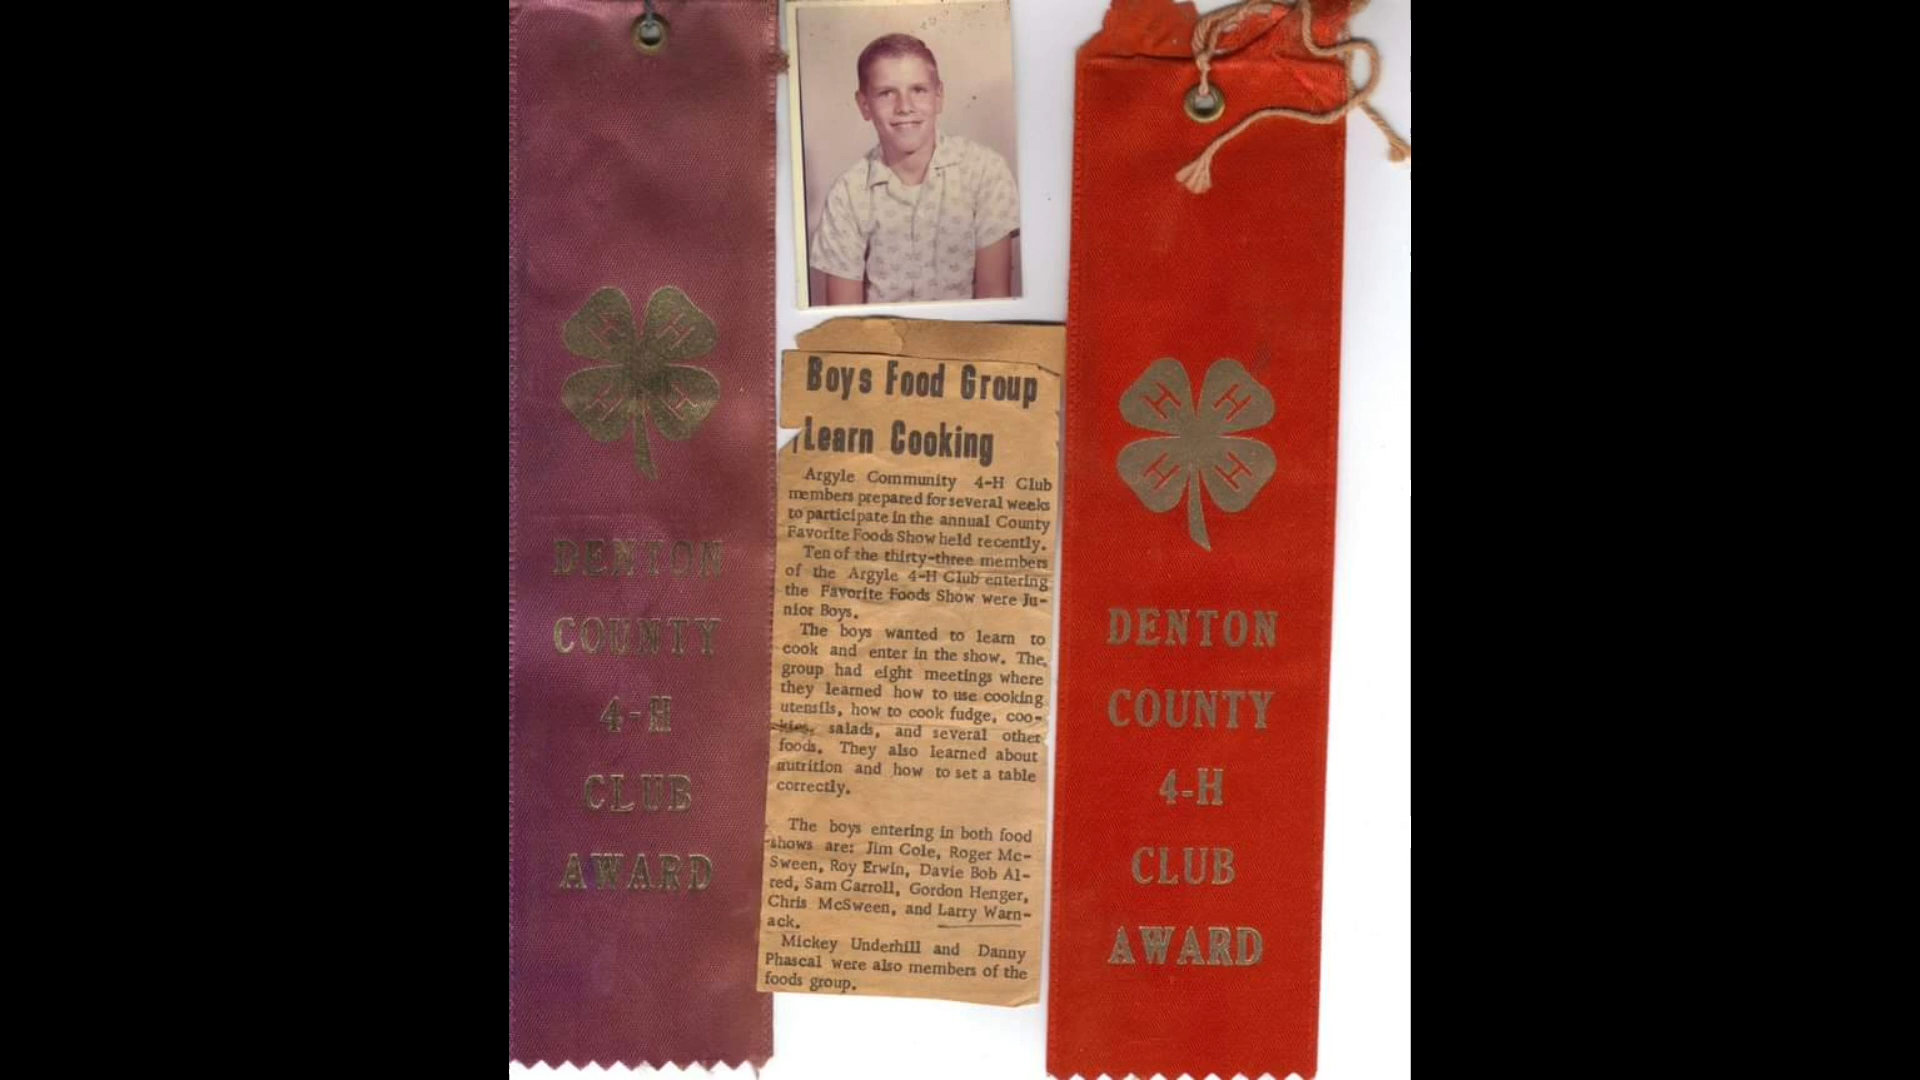 H H
H H
DENTON
COUNTY
4-H
CLUB
AWARD
Boys Food Group
Learn Cooking
Argyle Community 4-H Club
members prepared for several weeks
to participate in the annual County
Favorite Foods Show held recently.
Ten of the thirty-three members
of the Argyle 4-H Club entering
the Favorite Foods Show were Ju-
nior Boys.
The boys wanted to learn to
cook and enter in the show. The
group had eight meetings where
they learned how to use cooking
utensils, how to cook fudge, coo-
kies, salads, and several other
foods. They also learned about
nutrition and how to set a table
correctly.
The boys entering in both food
shows are: Jim Cole, Roger Mc-
Sween, Roy Erwin, Davie Bob Al-
red, Sam Carroll, Gordon Henger,
Chris McSween, and Larry Warn-
ack.
Mickey Underhill and Danny
Phascal were also members of the
foods group.
H H
H H
DENTON
COUNTY
4-H
CLUB
AWARD